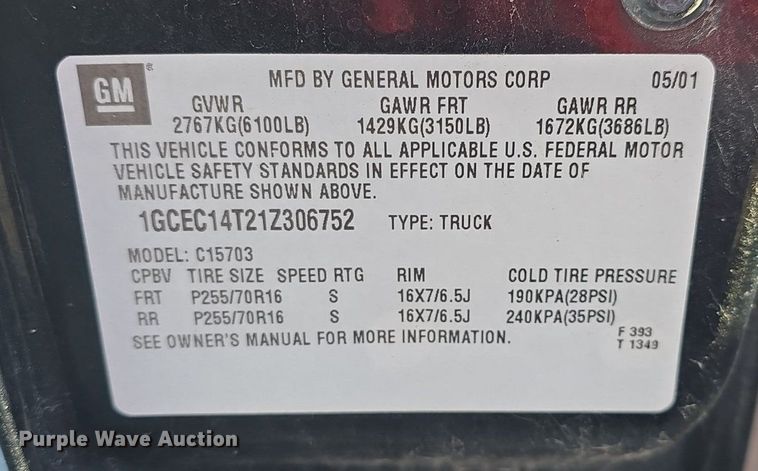 GM
MFD BY GENERAL MOTORS CORP 05/01
GVWR GAWR FRT GAWR RR
2767KG(6100LB) 1429KG(3150LB) 1672KG(3686LB)
THIS VEHICLE CONFORMS TO ALL APPLICABLE U.S. FEDERAL MOTOR
VEHICLE SAFETY STANDARDS IN EFFECT ON THE DATE OF
MANUFACTURE SHOWN ABOVE.
1GCEC14T21Z306752 TYPE: TRUCK
MODEL: C15703
CPBV TIRE SIZE SPEED RTG RIM COLD TIRE PRESSURE
FRT P255/70R16 S 16X7/6.5J 190KPA(28PSI)
RR P255/70R16 S 16X7/6.5J 240KPA(35PSI)
SEE OWNER'S MANUAL FOR MORE INFORMATION.
F 393
T 1349
Purple Wave Auction